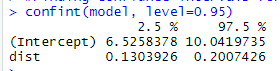 > confint(model, level=0.95)
2.5 % 97.5 %
(Intercept) 6.5258378 10.0419735
dist 0.1303926 0.2007426
>